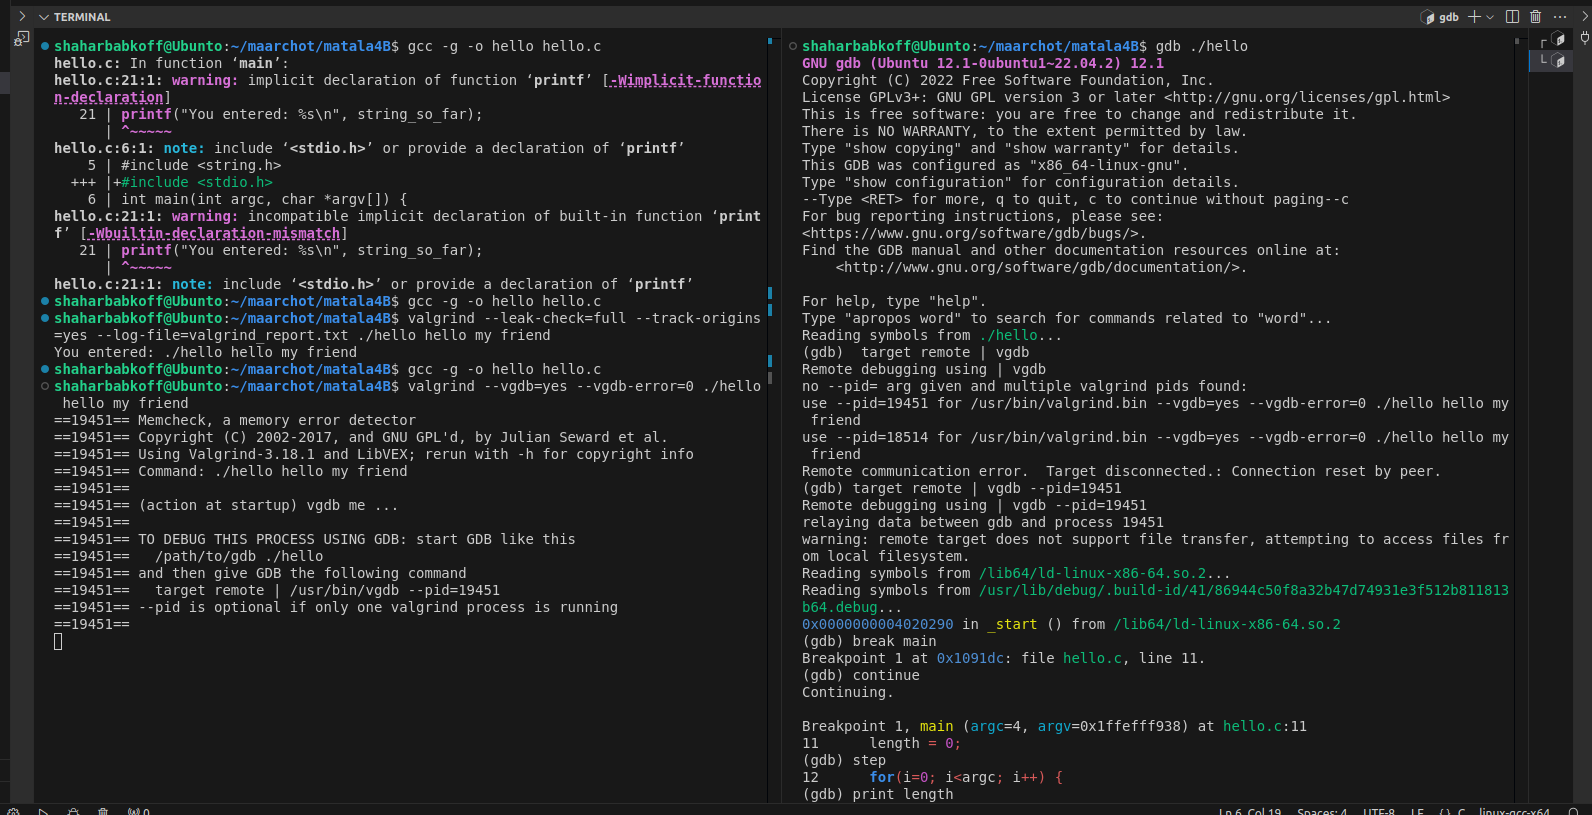 TERMINAL
gdb
shaharbabkoff@Ubunto:~/maarchot/matala4B$ gcc -g -o hello hello.c
hello.c: In function ‘main’:
hello.c:21:1: warning: implicit declaration of function ‘printf’ [-Wimplicit-functio
n-declaration]
21 | printf("You entered: %s\n", string_so_far);
| ^~~~~~
hello.c:6:1: note: include ‘<stdio.h>’ or provide a declaration of ‘printf’
5 | #include <string.h>
+++ |+#include <stdio.h>
6 | int main(int argc, char *argv[]) {
hello.c:21:1: warning: incompatible implicit declaration of built-in function ‘print
f’ [-Wbuiltin-declaration-mismatch]
21 | printf("You entered: %s\n", string_so_far);
| ^~~~~~
hello.c:21:1: note: include ‘<stdio.h>’ or provide a declaration of ‘printf’
shaharbabkoff@Ubunto:~/maarchot/matala4B$ gcc -g -o hello hello.c
shaharbabkoff@Ubunto:~/maarchot/matala4B$ valgrind --leak-check=full --track-origins
=yes --log-file=valgrind_report.txt ./hello hello my friend
You entered: ./hello hello my friend
shaharbabkoff@Ubunto:~/maarchot/matala4B$ gcc -g -o hello hello.c
shaharbabkoff@Ubunto:~/maarchot/matala4B$ valgrind --vgdb=yes --vgdb-error=0 ./hello
hello my friend
==19451== Memcheck, a memory error detector
==19451== Copyright (C) 2002-2017, and GNU GPL'd, by Julian Seward et al.
==19451== Using Valgrind-3.18.1 and LibVEX; rerun with -h for copyright info
==19451== Command: ./hello hello my friend
==19451==
==19451== (action at startup) vgdb me ...
==19451==
==19451== TO DEBUG THIS PROCESS USING GDB: start GDB like this
==19451==   /path/to/gdb ./hello
==19451== and then give GDB the following command
==19451==   target remote | /usr/bin/vgdb --pid=19451
==19451== --pid is optional if only one valgrind process is running
==19451==
shaharbabkoff@Ubunto:~/maarchot/matala4B$ gdb ./hello
GNU gdb (Ubuntu 12.1-0ubuntu1~22.04.2) 12.1
Copyright (C) 2022 Free Software Foundation, Inc.
License GPLv3+: GNU GPL version 3 or later <http://gnu.org/licenses/gpl.html>
This is free software: you are free to change and redistribute it.
There is NO WARRANTY, to the extent permitted by law.
Type "show copying" and "show warranty" for details.
This GDB was configured as "x86_64-linux-gnu".
Type "show configuration" for configuration details.
--Type <RET> for more, q to quit, c to continue without paging--c
For bug reporting instructions, please see:
<https://www.gnu.org/software/gdb/bugs/>.
Find the GDB manual and other documentation resources online at:
<http://www.gnu.org/software/gdb/documentation/>.
For help, type "help".
Type "apropos word" to search for commands related to "word"...
Reading symbols from ./hello...
(gdb)  target remote | vgdb
Remote debugging using | vgdb
no --pid= arg given and multiple valgrind pids found:
use --pid=19451 for /usr/bin/valgrind.bin --vgdb=yes --vgdb-error=0 ./hello hello my
friend
use --pid=18514 for /usr/bin/valgrind.bin --vgdb=yes --vgdb-error=0 ./hello hello my
friend
Remote communication error.  Target disconnected.: Connection reset by peer.
(gdb) target remote | vgdb --pid=19451
Remote debugging using | vgdb --pid=19451
relaying data between gdb and process 19451
warning: remote target does not support file transfer, attempting to access files fr
om local filesystem.
Reading symbols from /lib64/ld-linux-x86-64.so.2...
Reading symbols from /usr/lib/debug/.build-id/41/86944c50f8a32b47d74931e3f512b811813
b64.debug...
0x0000000004020290 in _start () from /lib64/ld-linux-x86-64.so.2
(gdb) break main
Breakpoint 1 at 0x1091dc: file hello.c, line 11.
(gdb) continue
Continuing.
Breakpoint 1, main (argc=4, argv=0x1ffefff938) at hello.c:11
11      length = 0;
(gdb) step
12      for(i=0; i<argc; i++) {
(gdb) print length
0
Ln 6, Col 19
Spaces: 4
UTF-8
LF
{ } C
linux-gcc-x64